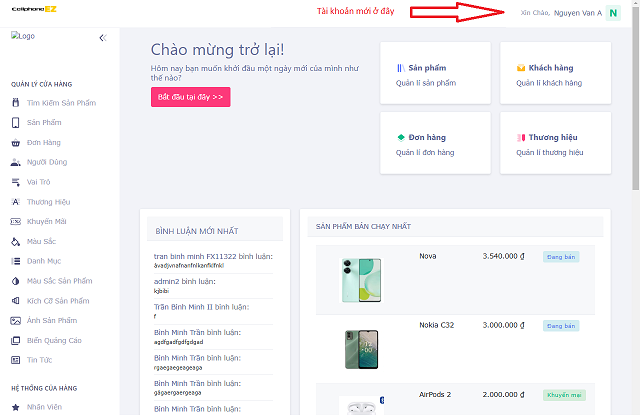 Cellphone EZ
Tài khoản mới ở đây
Xin Chào, Nguyen Van A N
Logo
QUẢN LÝ CỬA HÀNG
Tìm Kiếm Sản Phẩm
Sản Phẩm
Đơn Hàng
Người Dùng
Vai Trò
Thương Hiệu
Khuyến Mãi
Màu Sắc
Danh Mục
Màu Sắc Sản Phẩm
Kích Cỡ Sản Phẩm
Ảnh Sản Phẩm
Biển Quảng Cáo
Tin Tức
HỆ THỐNG CỦA HÀNG
Nhân Viên
Chào mừng trở lại!
Hôm nay bạn muốn khởi đầu một ngày mới của mình như
thế nào?
Bắt đầu tại đây >>
Sản phẩm
Quản lí sản phẩm
Khách hàng
Quản lí khách hàng
Đơn hàng
Quản lí đơn hàng
Thương hiệu
Quản lí thương hiệu
BÌNH LUẬN MỚI NHẤT
tran binh minh FX11322 bình luận:
avadjvnafnanfnlkanfkfnkl
admin2 bình luận:
kjbibi
Trần Bình Minh II bình luận:
f
Bình Minh Trần bình luận:
agdfgadfgdfgdgad
Bình Minh Trần bình luận:
rgaegaegeageaga
Bình Minh Trần bình luận:
gagaergaergeag
Bình Minh Trần bình luận:
SẢN PHẨM BÁN CHẠY NHẤT
Nova 3.540.000 ₫ Đang bán
Nokia C32 3.000.000 ₫ Đang bán
AirPods 2 2.000.000 ₫ Khuyến mại